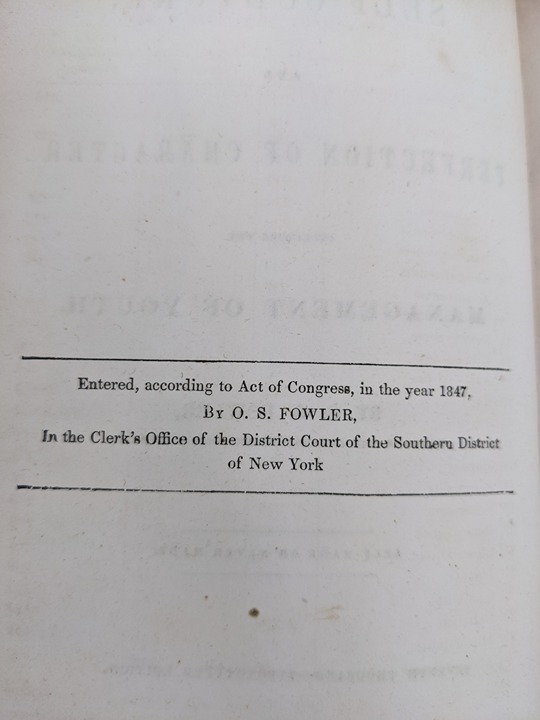 Entered, according to Act of Congress, in the year 1847,
By O. S. FOWLER,
In the Clerk's Office of the District Court of the Southern District
of New York